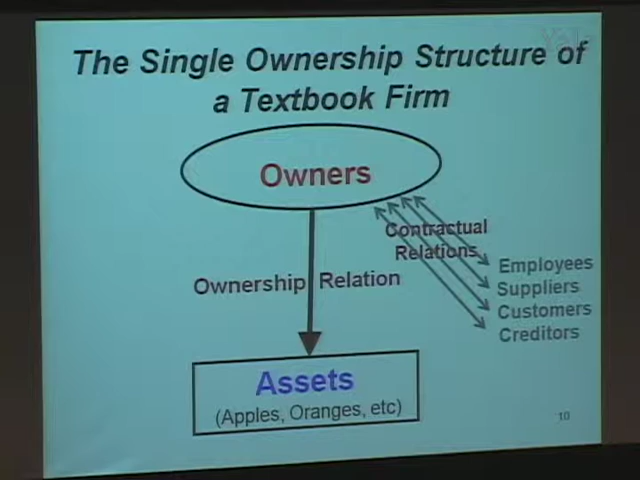 The Single Ownership Structure of
a Textbook Firm
Owners
Contractual
Relations
Ownership Relation
Employees
Suppliers
Customers
Creditors
Assets
(Apples, Oranges, etc)
10